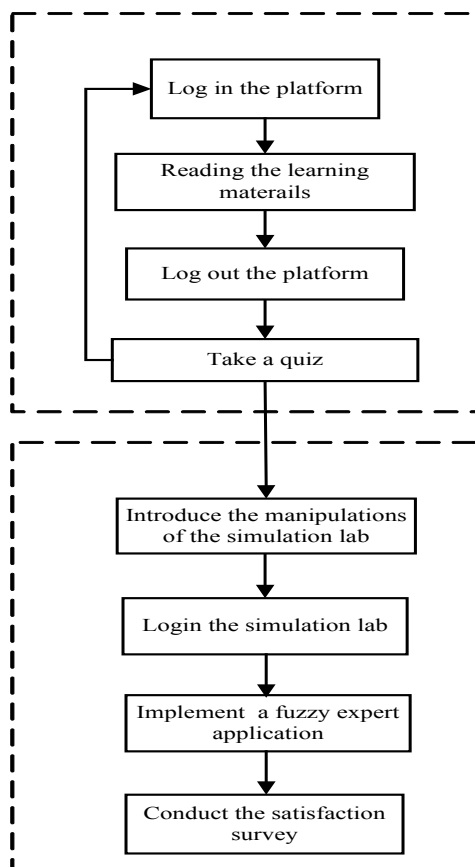 Log in the platform
Reading the learning
materails
Log out the platform
Take a quiz
Introduce the manipulations
of the simulation lab
Login the simulation lab
Implement a fuzzy expert
application
Conduct the satisfaction
survey